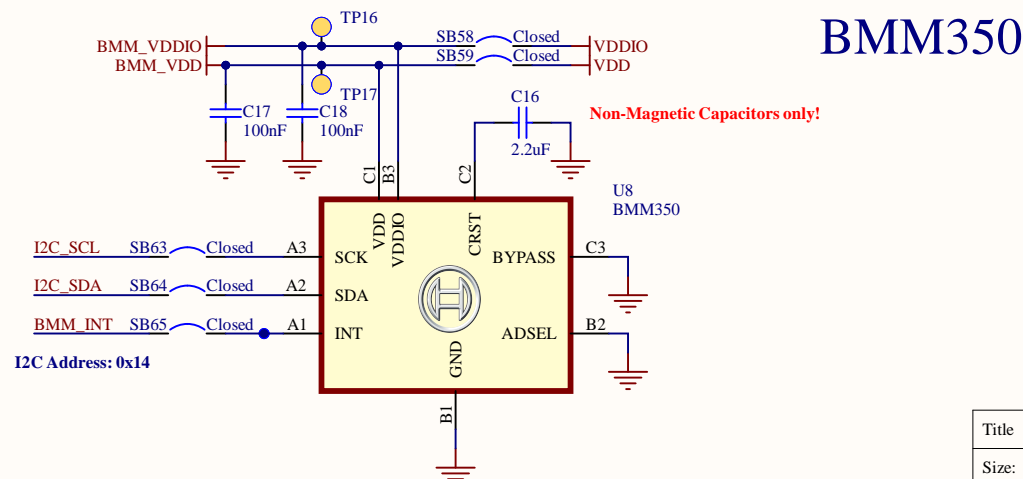 BMM350
TP16
BMM_VDDIO
SB58
Closed
VDDIO
BMM_VDD
SB59
Closed
VDD
TP17
C17
100nF
C18
100nF
C16
2.2uF
Non-Magnetic Capacitors only!
C1
B3
C2
U8
BMM350
VDD
VDDIO
CRST
I2C_SCL
SB63
Closed
A3
SCK
BYPASS
C3
I2C_SDA
SB64
Closed
A2
SDA
BMM_INT
SB65
Closed
A1
INT
ADSEL
B2
GND
I2C Address: 0x14
B1
Title
Size: